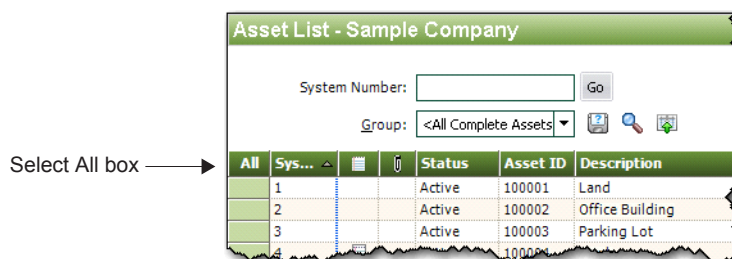 Asset List - Sample Company
System Number: Go
Group: <All Complete Assets
Select All box
All Sys... Status Asset ID Description
1 Active 100001 Land
2 Active 100002 Office Building
3 Active 100003 Parking Lot
4